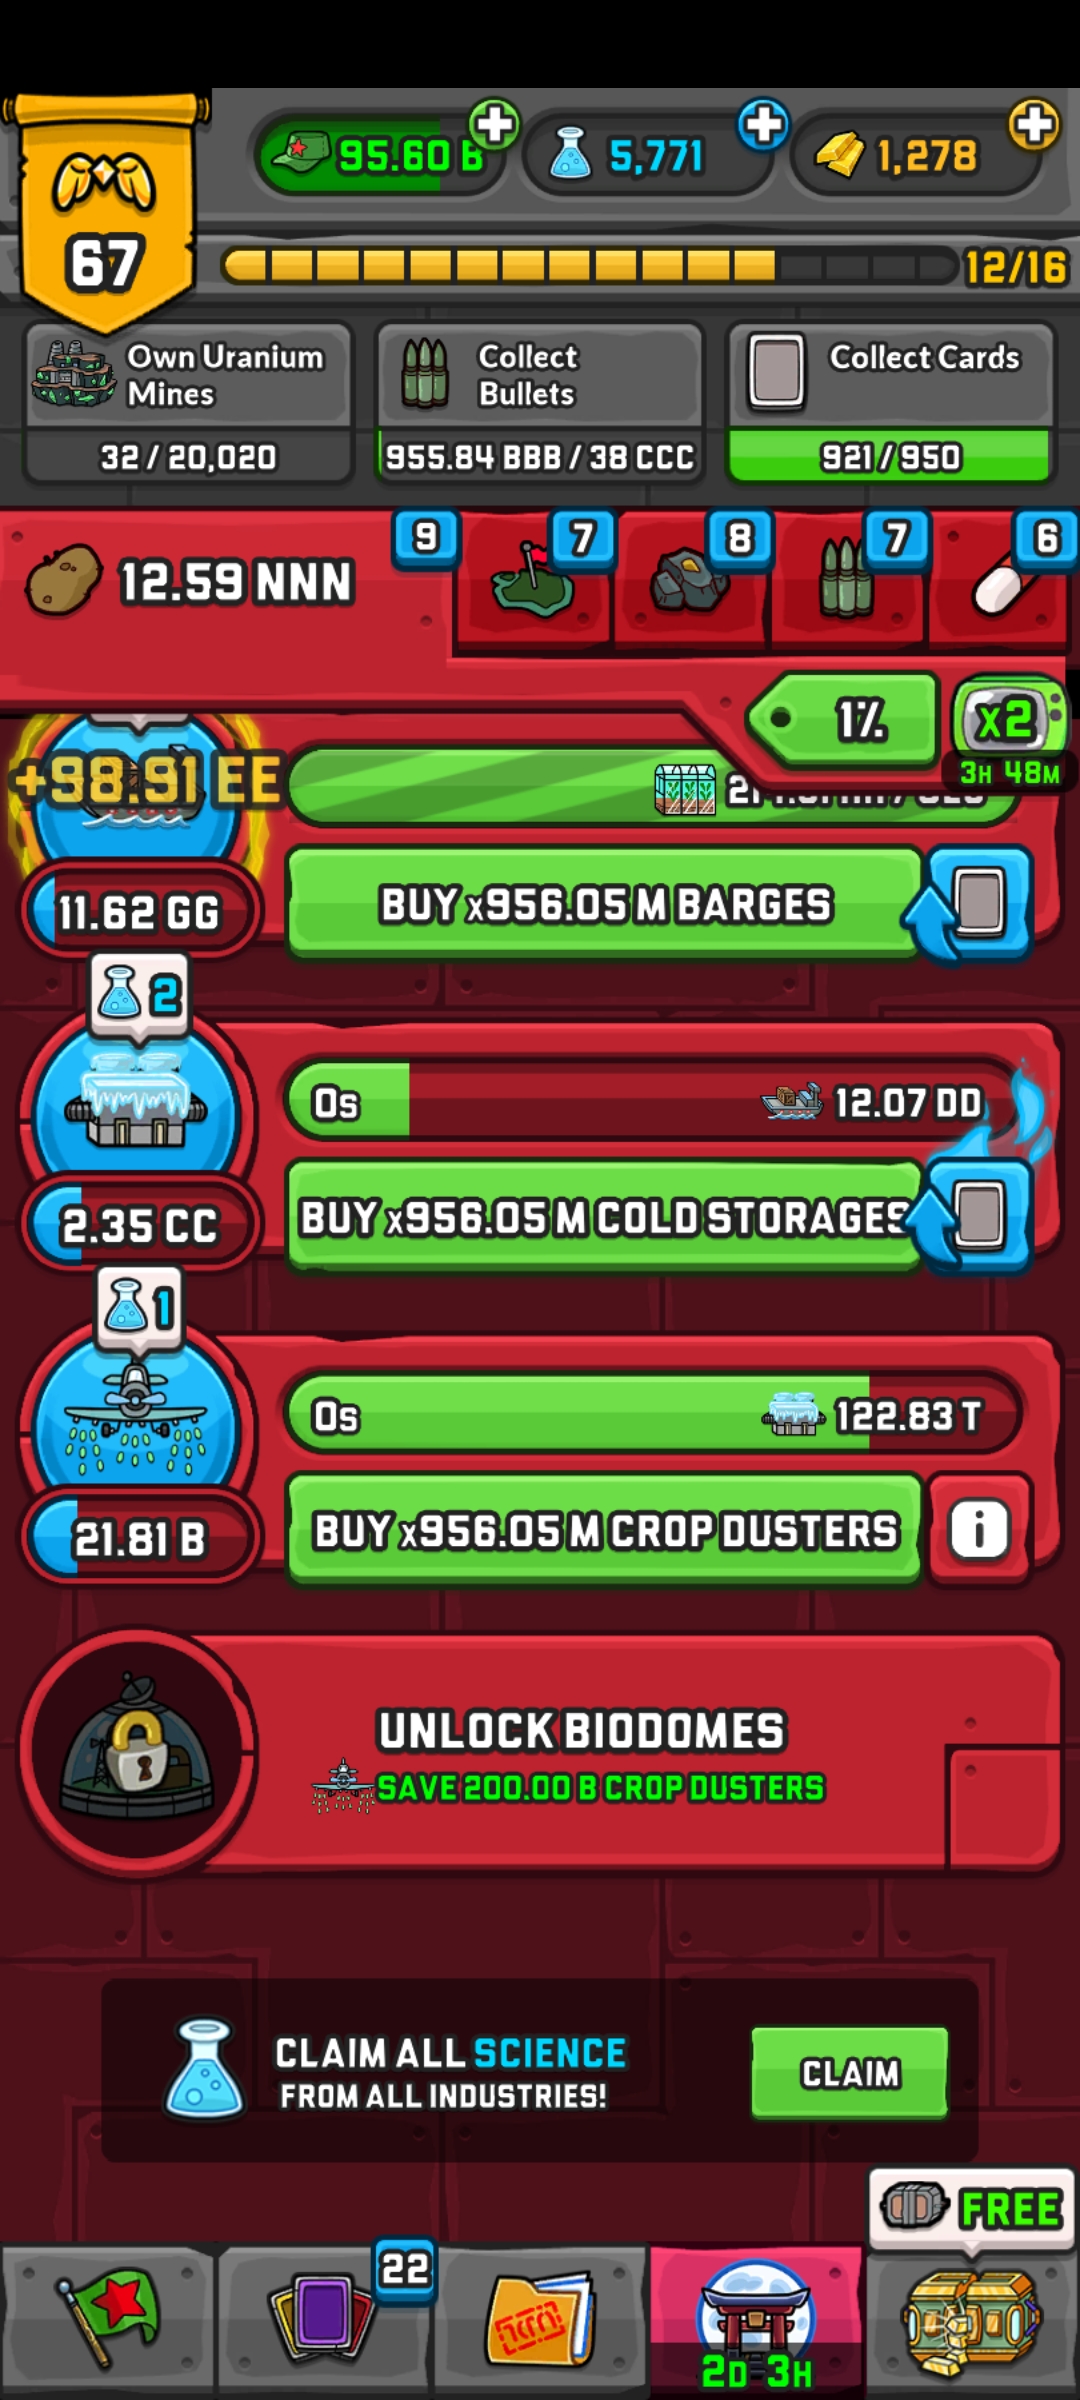 95.60 B
5,771
1,278
67
12/16
Own Uranium
Mines
32 / 20,020
Collect
Bullets
955.84 BBB / 38 CCC
Collect Cards
921 / 950
12.59 NNN
9
7
8
7
6
1%
x2
3H 48M
+98.91 EE
11.62 GG
BUY x956.05 M BARGES
2
0s
12.07 DD
2.35 CC
BUY x956.05 M COLD STORAGES
1
0s
122.83 T
21.81 B
BUY x956.05 M CROP DUSTERS
i
UNLOCK BIODOMES
SAVE 200.00 B CROP DUSTERS
CLAIM ALL SCIENCE
FROM ALL INDUSTRIES!
CLAIM
FREE
22
2D 3H